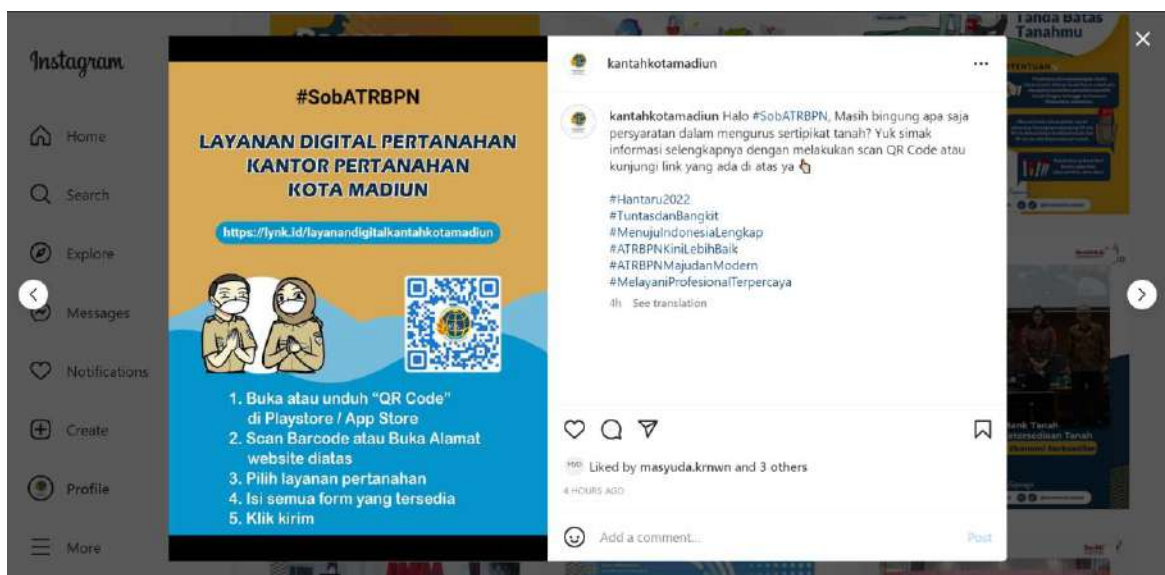 Instagram
Home
Search
Explore
Messages
Notifications
Create
Profile
More
#SobATRBPN
LAYANAN DIGITAL PERTANAHAN
KANTOR PERTANAHAN
KOTA MADIUN
https://lynk.id/layanandigitalkantahkotamadiun
1. Buka atau unduh “QR Code”
di Playstore / App Store
2. Scan Barcode atau Buka Alamat
website diatas
3. Pilih layanan pertanahan
4. Isi semua form yang tersedia
5. Klik kirim
kantahkotamadiun
kantahkotamadiun Halo #SobATRBPN, Masih bingung apa saja
persyaratan dalam mengurus sertipikat tanah? Yuk simak
informasi selengkapnya dengan melakukan scan QR Code atau
kunjungi link yang ada di atas ya
#Hantaru2022
#TuntasdanBangkit
#MenujuIndonesiaLengkap
#ATRBPNKiniLebihBaik
#ATRBPNMajudanModern
#MelayaniProfesionalTerpercaya
4h See translation
Liked by masyuda.krnwn and 3 others
4 HOURS AGO
Add a comment...
Post
Tanda Batas
Tanahmu